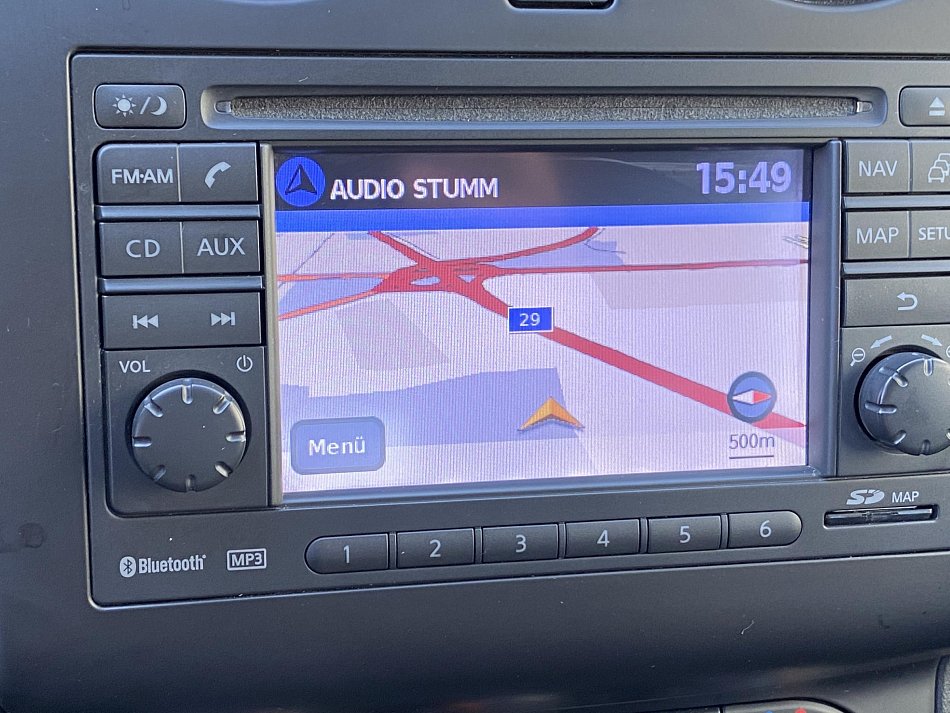 FM·AM
CD AUX
VOL
AUDIO STUMM 15:49
29
Menü
500m
NAV
MAP SETU
SD MAP
1 2 3 4 5 6
Bluetooth® MP3